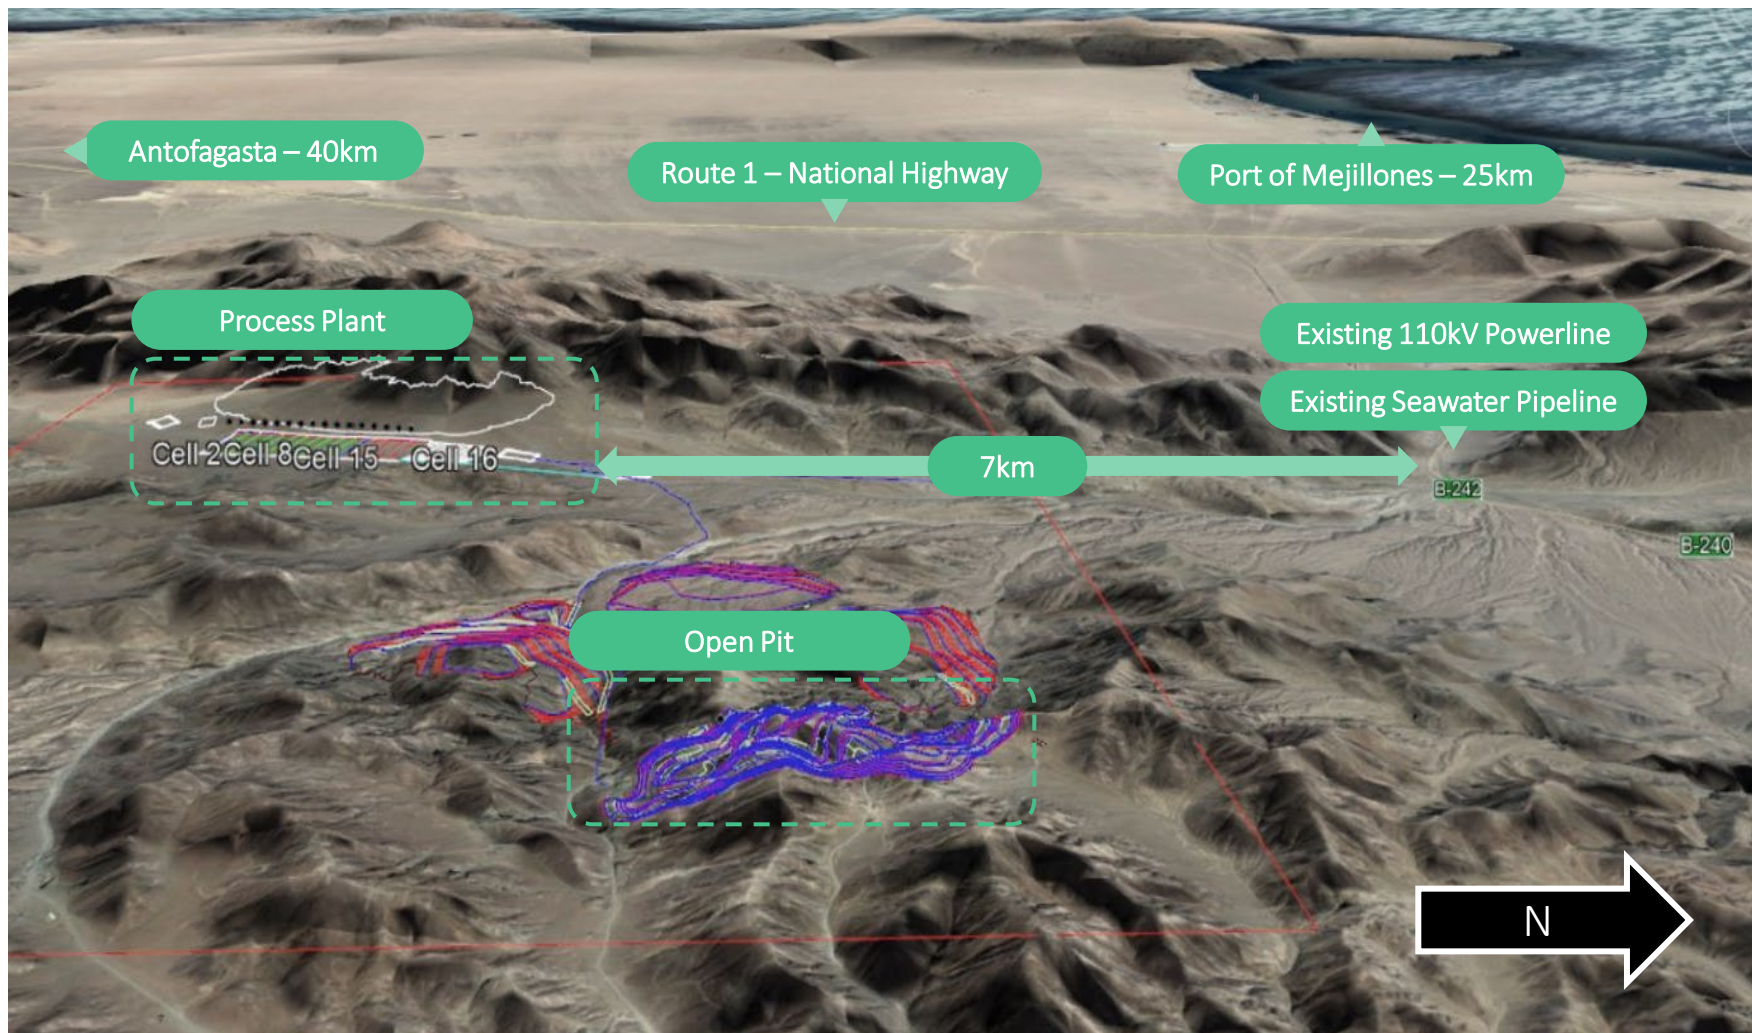 Antofagasta – 40km
Route 1 – National Highway
Port of Mejillones – 25km
Process Plant
Existing 110kV Powerline
Existing Seawater Pipeline
Cell 2 Cell 8 Cell 15 Cell 16
7km
B-242
B-240
Open Pit
N